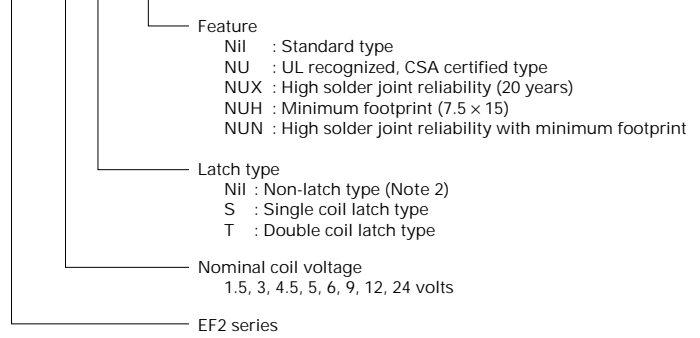 Feature
Nil : Standard type
NU : UL recognized, CSA certified type
NUX : High solder joint reliability (20 years)
NUH : Minimum footprint (7.5 × 15)
NUN : High solder joint reliability with minimum footprint
Latch type
Nil : Non-latch type (Note 2)
S : Single coil latch type
T : Double coil latch type
Nominal coil voltage
1.5, 3, 4.5, 5, 6, 9, 12, 24 volts
EF2 series